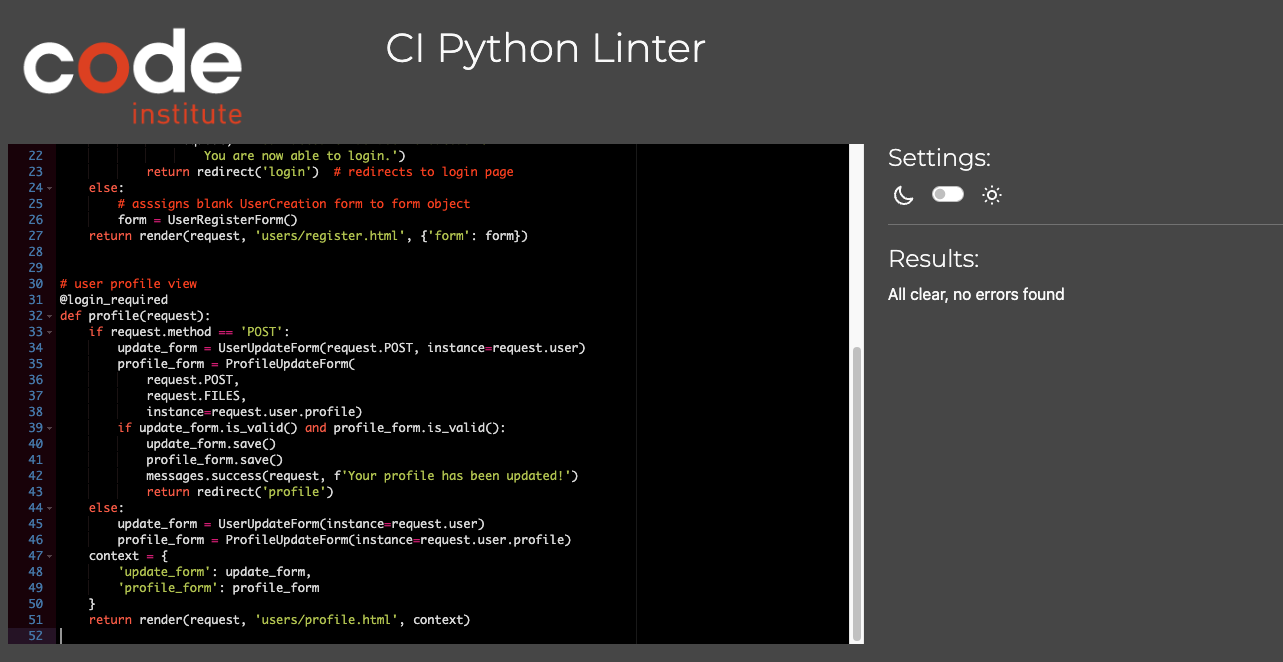 code
institute
CI Python Linter
22 You are now able to login.')
23 return redirect('login')  # redirects to login page
24 else:
25 # asssigns blank UserCreation form to form object
26 form = UserRegisterForm()
27 return render(request, 'users/register.html', {'form': form})
28
29
30 # user profile view
31 @login_required
32 def profile(request):
33 if request.method == 'POST':
34 update_form = UserUpdateForm(request.POST, instance=request.user)
35 profile_form = ProfileUpdateForm(
36 request.POST,
37 request.FILES,
38 instance=request.user.profile)
39 if update_form.is_valid() and profile_form.is_valid():
40 update_form.save()
41 profile_form.save()
42 messages.success(request, f'Your profile has been updated!')
43 return redirect('profile')
44 else:
45 update_form = UserUpdateForm(instance=request.user)
46 profile_form = ProfileUpdateForm(instance=request.user.profile)
47 context = {
48 'update_form': update_form,
49 'profile_form': profile_form
50 }
51 return render(request, 'users/profile.html', context)
52
Settings:
Results:
All clear, no errors found